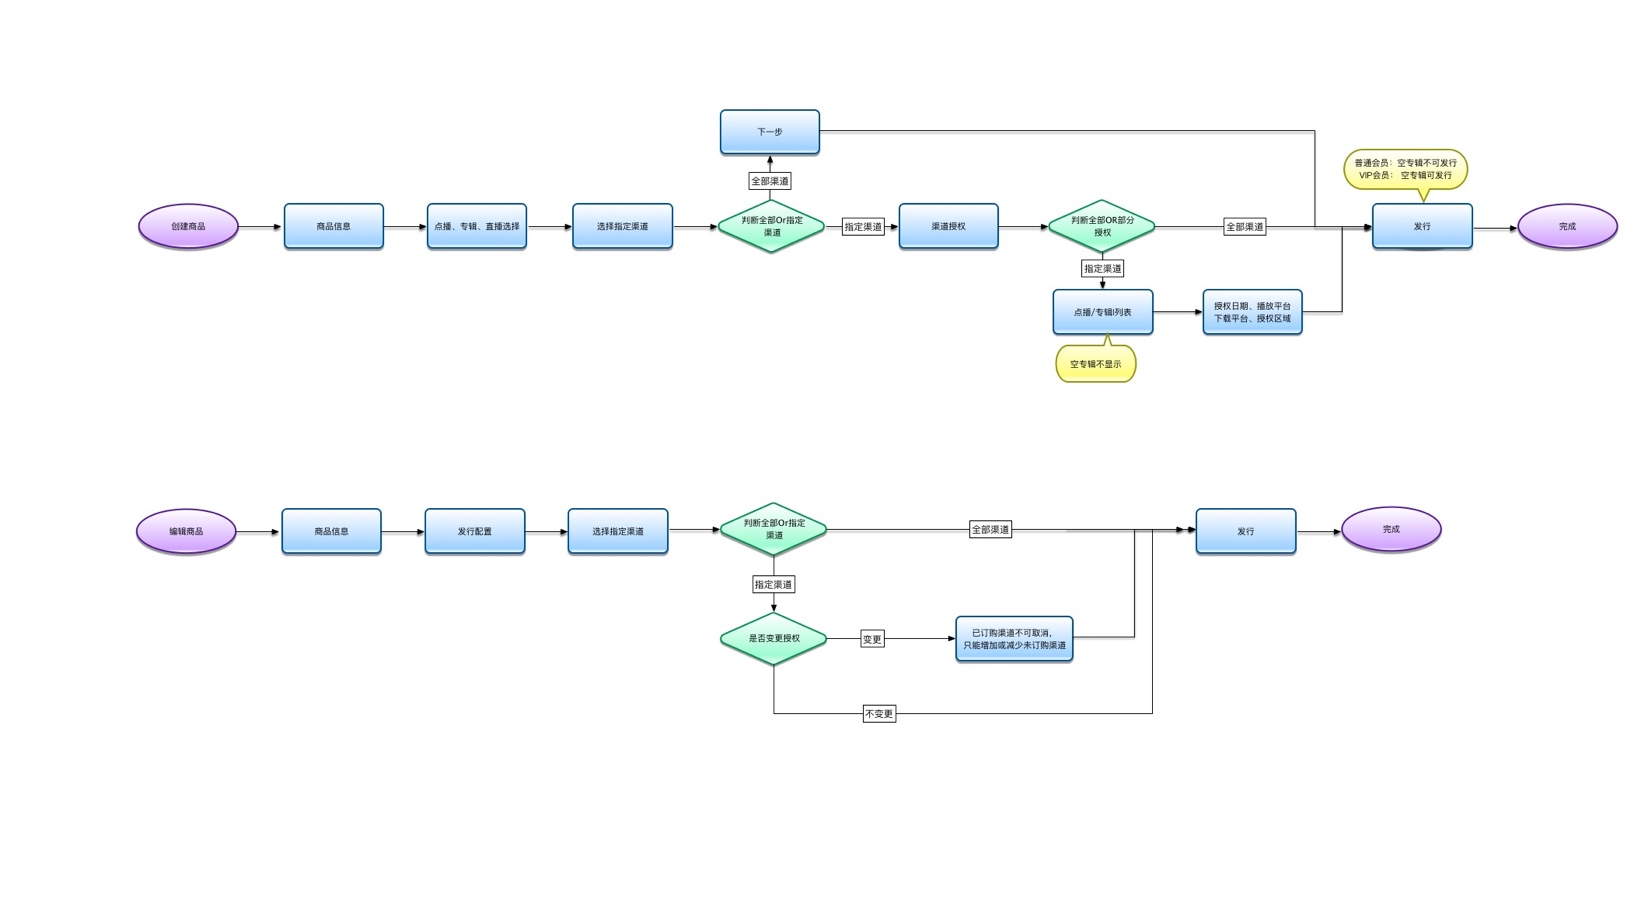 下一步
普通会员：空专辑不可发行
VIP会员： 空专辑可发行
全部渠道
创建商品
商品信息
点播、专辑、直播选择
选择指定渠道
判断全部Or指定
渠道
指定渠道
渠道授权
判断全部OR部分
授权
全部渠道
发行
完成
指定渠道
点播/专辑I列表
授权日期、播放平台
下载平台、授权区域
空专辑不显示
编辑商品
商品信息
发行配置
选择指定渠道
判断全部Or指定
渠道
全部渠道
发行
完成
指定渠道
是否变更授权
变更
已订购渠道不可取消，
只能增加或减少未订购渠道
不变更